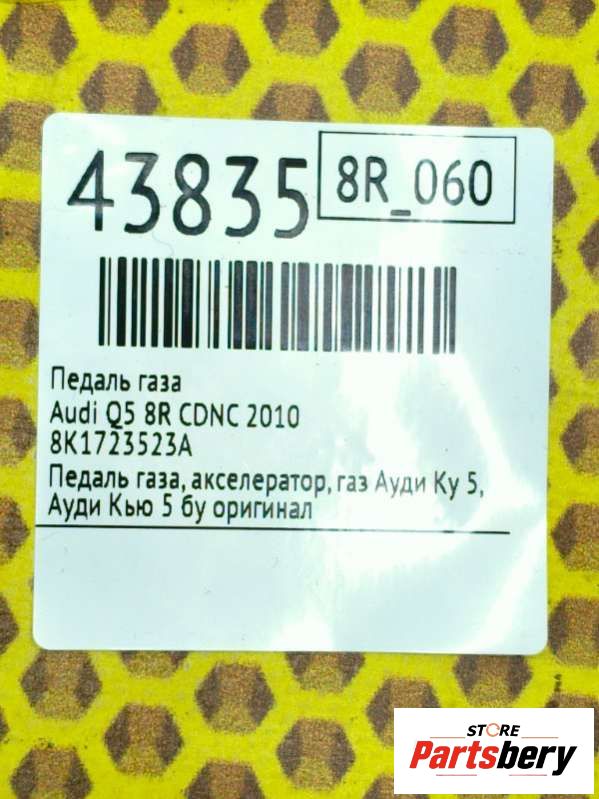 43835
8R_060
Педаль газа
Audi Q5 8R CDNC 2010
8K1723523A
Педаль газа, акселератор, газ Ауди Ку 5,
Ауди Кью 5 бу оригинал
STORE
Partsbery